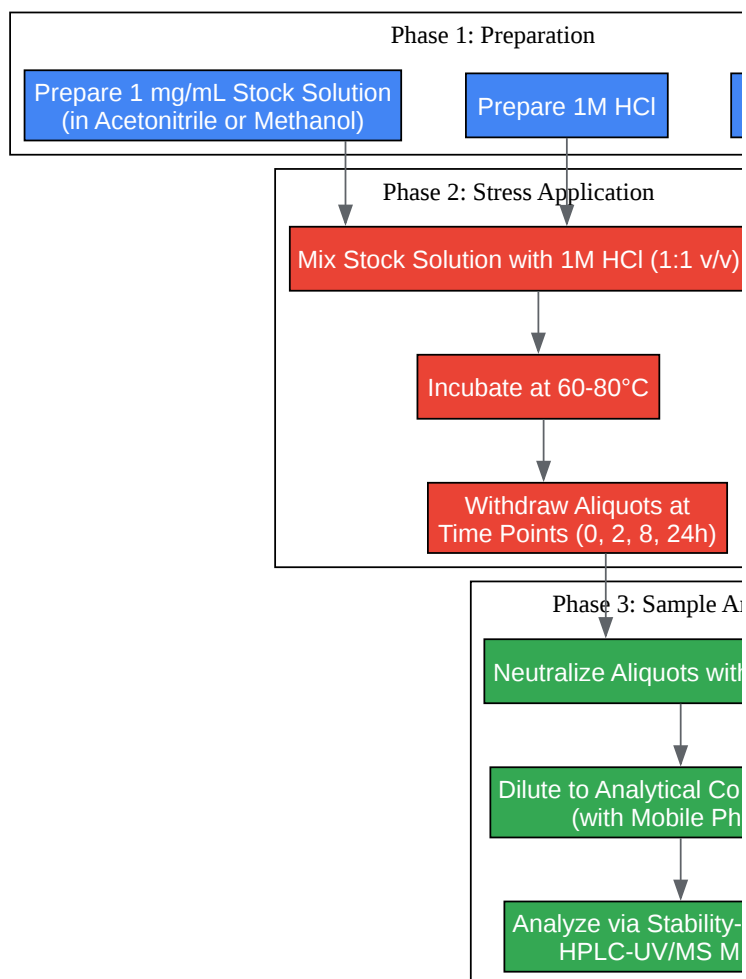 Phase 1: Preparation
Prepare 1 mg/mL Stock Solution
(in Acetonitrile or Methanol)
Prepare 1M HCl
Phase 2: Stress Application
Mix Stock Solution with 1M HCl (1:1 v/v)
Incubate at 60-80°C
Withdraw Aliquots at
Time Points (0, 2, 8, 24h)
Phase 3: Sample
Neutralize Aliquots with
Dilute to Analytical
(with Mobile
Analyze via Stability-
HPLC-UV/MS